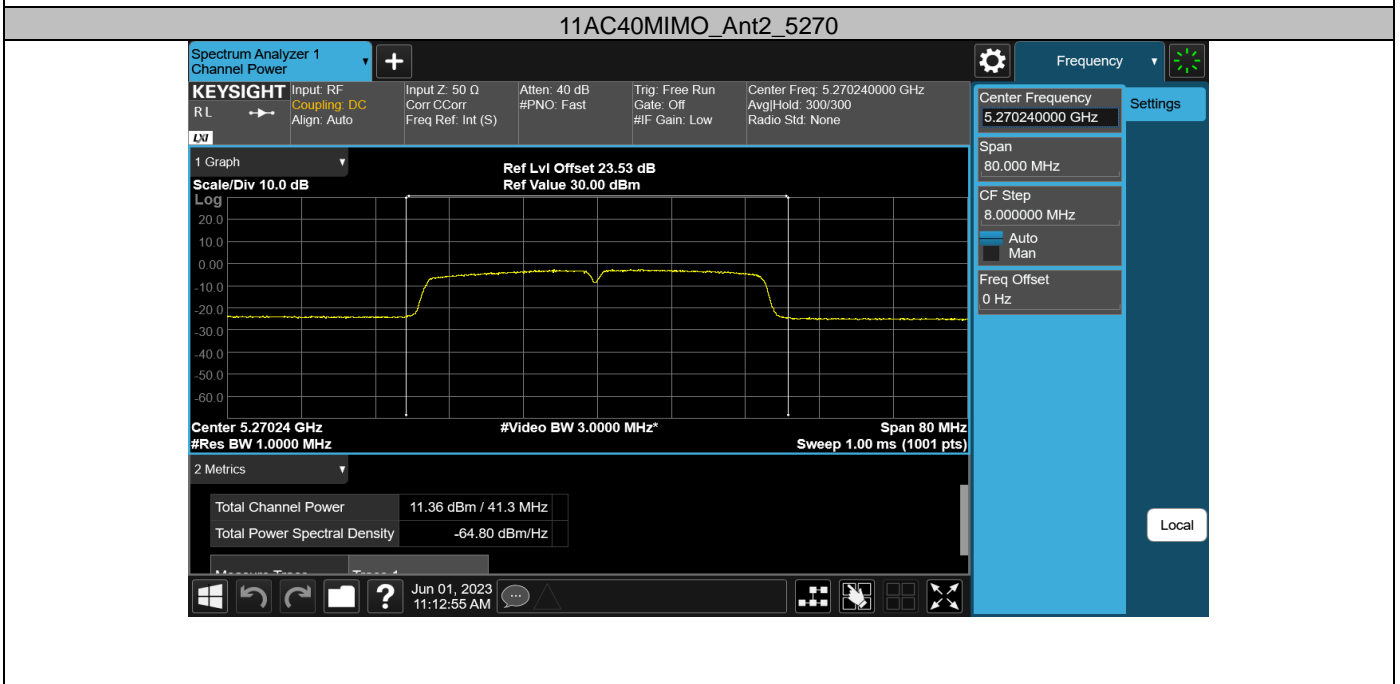 11AC40MIMO_Ant2_5270
Spectrum Analyzer 1
Channel Power
Frequency
KEYSIGHT
R L
LXI
Input: RF
Coupling: DC
Align: Auto
Input Z: 50 Ω
Corr CCorr
Freq Ref: Int (S)
Atten: 40 dB
#PNO: Fast
Trig: Free Run
Gate: Off
#IF Gain: Low
Center Freq: 5.270240000 GHz
Avg|Hold: 300/300
Radio Std: None
Center Frequency
5.270240000 GHz
Settings
Span
80.000 MHz
CF Step
8.000000 MHz
Auto
Man
Freq Offset
0 Hz
Local
1 Graph
Scale/Div 10.0 dB
Ref Lvl Offset 23.53 dB
Ref Value 30.00 dBm
Log
20.0
10.0
0.00
-10.0
-20.0
-30.0
-40.0
-50.0
-60.0
Center 5.27024 GHz
#Res BW 1.0000 MHz
#Video BW 3.0000 MHz*
Span 80 MHz
Sweep 1.00 ms (1001 pts)
2 Metrics
Total Channel Power 11.36 dBm / 41.3 MHz
Total Power Spectral Density -64.80 dBm/Hz
?
Jun 01, 2023
11:12:55 AM